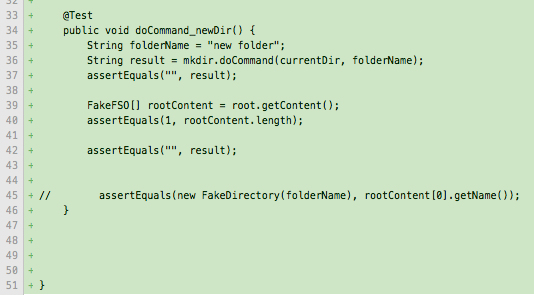 32 +
33 + @Test
34 + public void doCommand_newDir() {
35 + String folderName = "new folder";
36 + String result = mkdir.doCommand(currentDir, folderName);
37 + assertEquals("", result);
38 +
39 + FakeFSO[] rootContent = root.getContent();
40 + assertEquals(1, rootContent.length);
41 +
42 + assertEquals("", result);
43 +
44 +
45 + // assertEquals(new FakeDirectory(folderName), rootContent[0].getName());
46 + }
47 +
48 +
49 +
50 +
51 + }